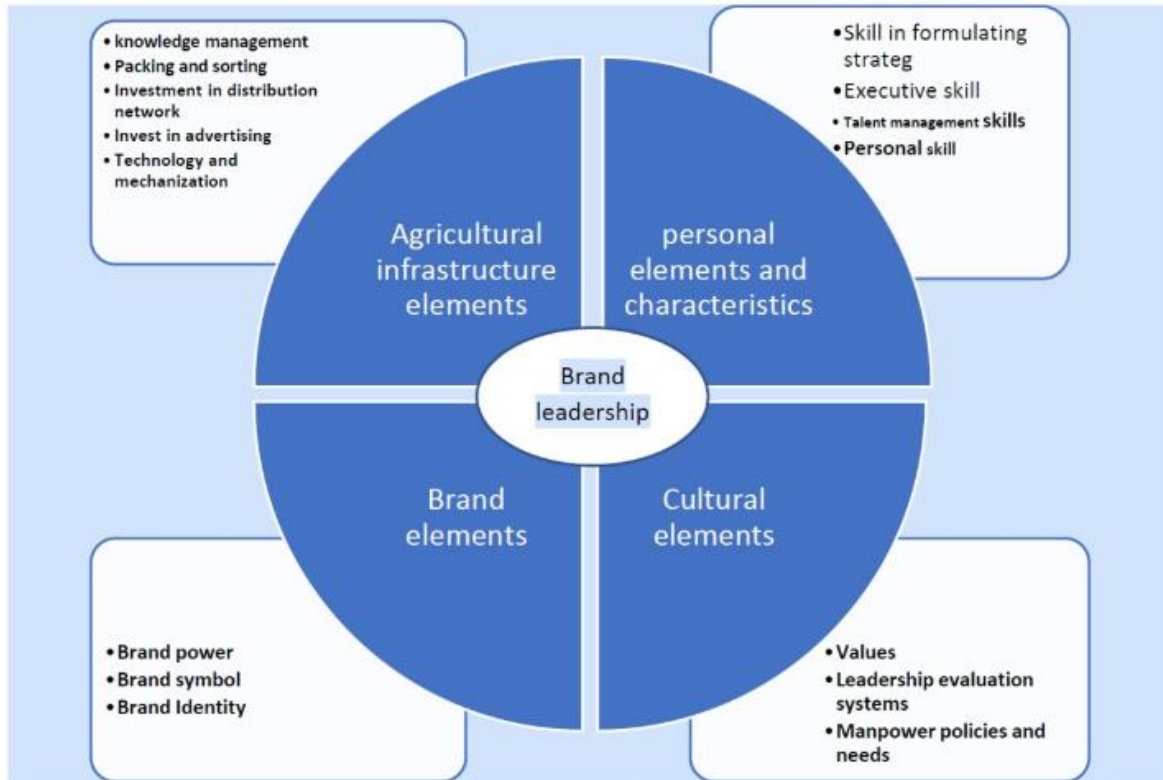 • knowledge management
• Packing and sorting
• Investment in distribution
network
• Invest in advertising
• Technology and
mechanization
•Skill in formulating
strateg
•Executive skill
• Talent management skills
•Personal skill
Agricultural
infrastructure
elements
personal
elements and
characteristics
Brand
leadership
Brand
elements
Cultural
elements
•Brand power
•Brand symbol
•Brand Identity
•Values
•Leadership evaluation
systems
•Manpower policies and
needs